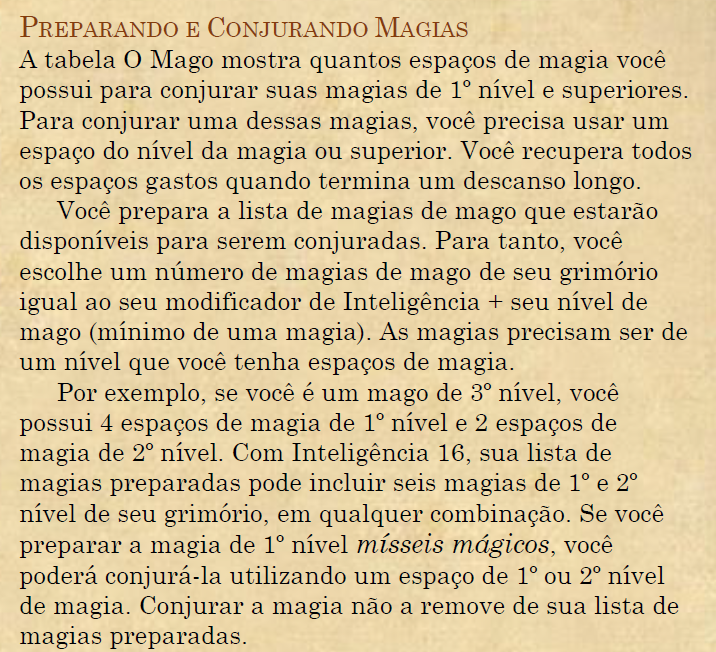 Preparando e Conjurando Magias
A tabela O Mago mostra quantos espaços de magia você
possui para conjurar suas magias de 1º nível e superiores.
Para conjurar uma dessas magias, você precisa usar um
espaço do nível da magia ou superior. Você recupera todos
os espaços gastos quando termina um descanso longo.
Você prepara a lista de magias de mago que estarão
disponíveis para serem conjuradas. Para tanto, você
escolhe um número de magias de mago de seu grimório
igual ao seu modificador de Inteligência + seu nível de
mago (mínimo de uma magia). As magias precisam ser de
um nível que você tenha espaços de magia.
Por exemplo, se você é um mago de 3º nível, você
possui 4 espaços de magia de 1º nível e 2 espaços de
magia de 2º nível. Com Inteligência 16, sua lista de
magias preparadas pode incluir seis magias de 1º e 2º
nível de seu grimório, em qualquer combinação. Se você
preparar a magia de 1º nível mísseis mágicos, você
poderá conjurá-la utilizando um espaço de 1º ou 2º nível
de magia. Conjurar a magia não a remove de sua lista de
magias preparadas.